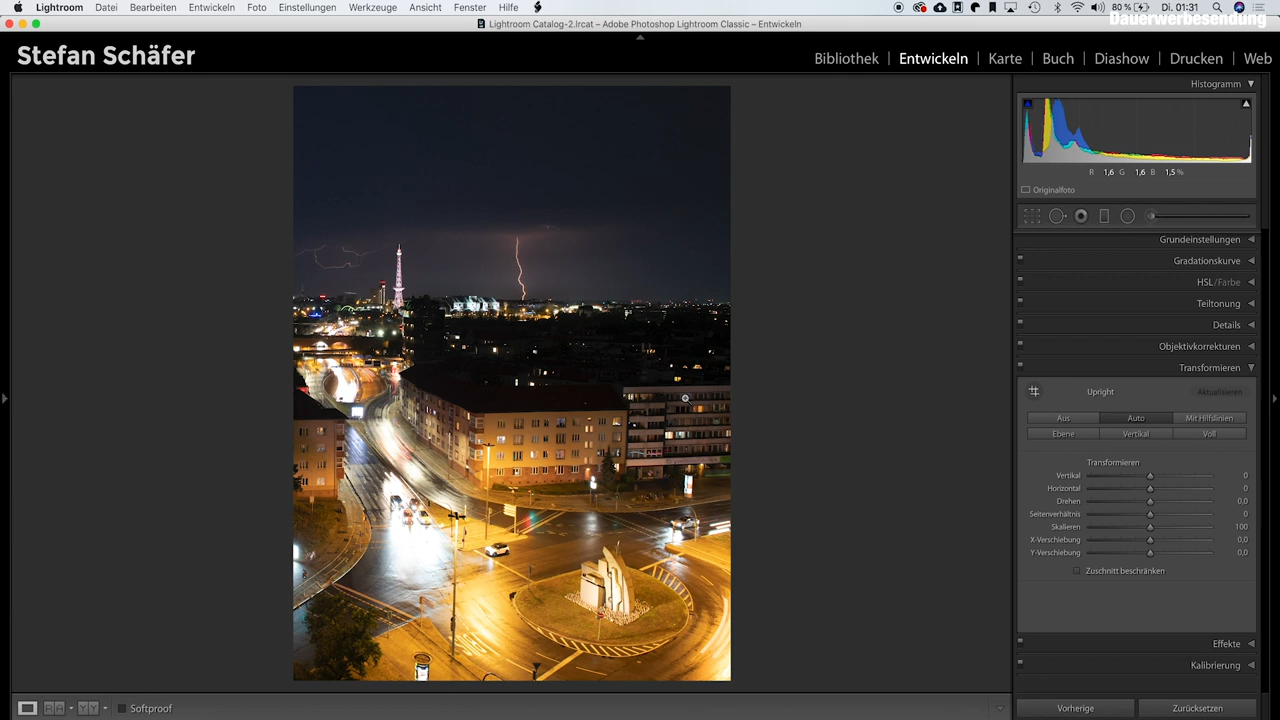 Lightroom Datei Bearbeiten Entwickeln Foto Einstellungen Werkzeuge Ansicht Fenster Hilfe 80 % Di. 01:31
Dauerwerbesendung
Lightroom Catalog-2.lrcat – Adobe Photoshop Lightroom Classic – Entwickeln
Stefan Schäfer
Bibliothek | Entwickeln | Karte | Buch | Diashow | Drucken | Web
Histogramm
R 1,6 G 1,6 B 1,5 %
Originalfoto
Grundeinstellungen
Gradationskurve
HSL/Farbe
Teiltonung
Details
Objektivkorrekturen
Transformieren
Upright Aktualisieren
Aus Auto Mit Hilfslinien
Ebene Vertikal Voll
Transformieren
Vertikal 0
Horizontal 0
Drehen 0,0
Seitenverhältnis 0
Skalieren 100
X-Verschiebung 0,0
Y-Verschiebung 0,0
Zuschnitt beschränken
Effekte
Kalibrierung
Softproof
Vorherige Zurücksetzen